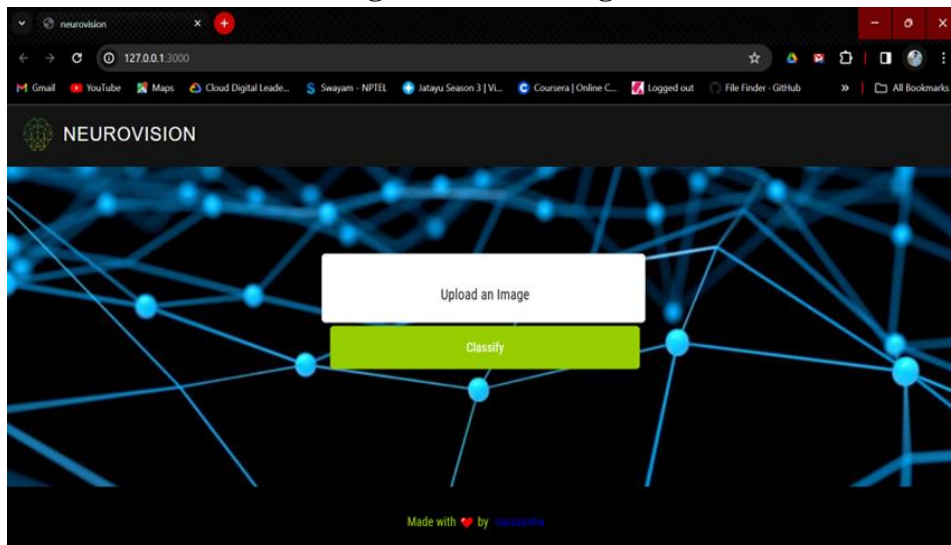 neurovision
127.0.0.1:3000
Gmail YouTube Maps Cloud Digital Leade... Swayam - NPTEL Jatayu Season 3 | Vi... Coursera | Online C... Logged out File Finder · GitHub » All Bookmarks
NEUROVISION
Upload an Image
Classify
Made with ❤ by